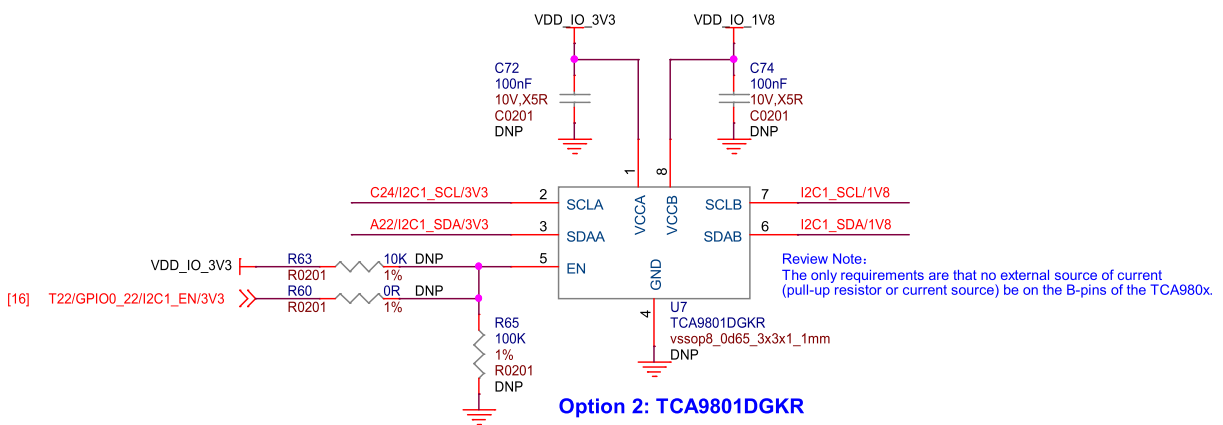 VDD_IO_3V3
VDD_IO_1V8
C72
100nF
10V,X5R
C0201
DNP
C74
100nF
10V,X5R
C0201
DNP
1
8
C24/I2C1_SCL/3V3
2
SCLA
VCCA
VCCB
SCLB
7
I2C1_SCL/1V8
A22/I2C1_SDA/3V3
3
SDAA
SDAB
6
I2C1_SDA/1V8
VDD_IO_3V3
R63
10K
DNP
R0201
1%
5
EN
GND
4
[16]
T22/GPIO0_22/I2C1_EN/3V3
R60
0R
DNP
R0201
1%
R65
100K
1%
R0201
DNP
U7
TCA9801DGKR
vssop8_0d65_3x3x1_1mm
DNP
Review Note:
The only requirements are that no external source of current
(pull-up resistor or current source) be on the B-pins of the TCA980x.
Option 2: TCA9801DGKR